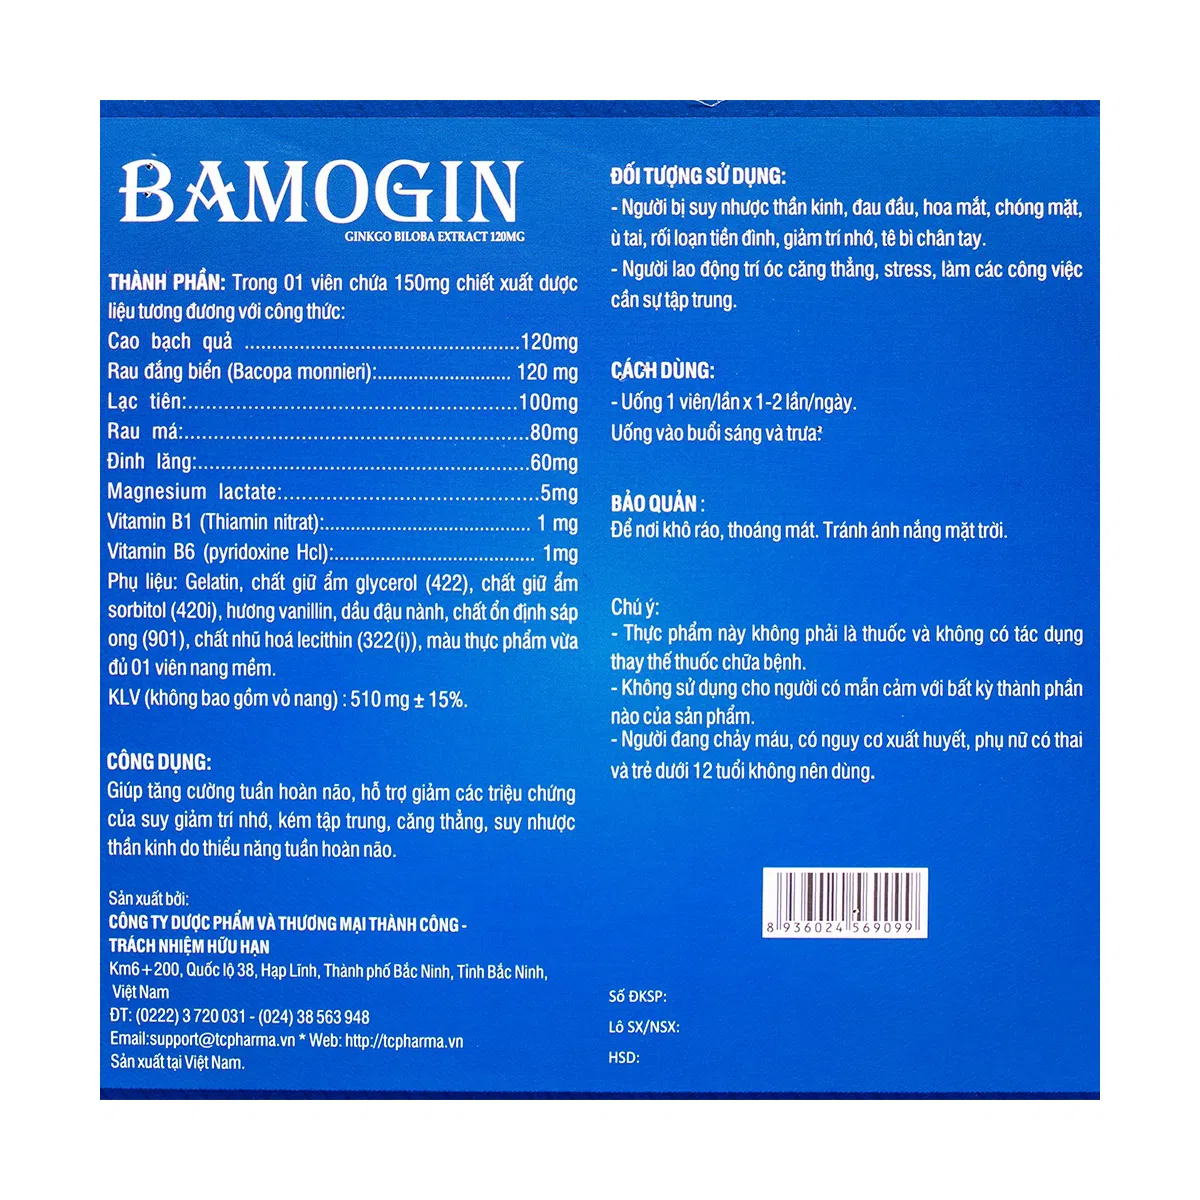 BAMOGIN
GINKGO BILOBA EXTRACT 120MG
THÀNH PHẦN: Trong 01 viên chứa 150mg chiết xuất dược
liệu tương đương với công thức:
Cao bạch quả ..................................................120mg
Rau đắng biển (Bacopa monnieri):........................ 120 mg
Lạc tiên:............................................................100mg
Rau má:...............................................................80mg
Đinh lăng:............................................................60mg
Magnesium lactate:...............................................5mg
Vitamin B1 (Thiamin nitrat):..................................... 1 mg
Vitamin B6 (pyridoxine Hcl):.................................... 1mg
Phụ liệu: Gelatin, chất giữ ẩm glycerol (422), chất giữ ẩm
sorbitol (420i), hương vanillin, dầu đậu nành, chất ổn định sáp
ong (901), chất nhũ hoá lecithin (322(i)), màu thực phẩm vừa
đủ 01 viên nang mềm.
KLV (không bao gồm vỏ nang) : 510 mg ± 15%.
CÔNG DỤNG:
Giúp tăng cường tuần hoàn não, hỗ trợ giảm các triệu chứng
của suy giảm trí nhớ, kém tập trung, căng thẳng, suy nhược
thần kinh do thiểu năng tuần hoàn não.
Sản xuất bởi:
CÔNG TY DƯỢC PHẨM VÀ THƯƠNG MẠI THÀNH CÔNG -
TRÁCH NHIỆM HỮU HẠN
Km6+200, Quốc lộ 38, Hạp Lĩnh, Thành phố Bắc Ninh, Tỉnh Bắc Ninh,
Việt Nam
ĐT: (0222) 3 720 031 - (024) 38 563 948
Email:support@tcpharma.vn * Web: http://tcpharma.vn
Sản xuất tại Việt Nam.
ĐỐI TƯỢNG SỬ DỤNG:
- Người bị suy nhược thần kinh, đau đầu, hoa mắt, chóng mặt,
ù tai, rối loạn tiền đình, giảm trí nhớ, tê bì chân tay.
- Người lao động trí óc căng thẳng, stress, làm các công việc
cần sự tập trung.
CÁCH DÙNG:
- Uống 1 viên/lần x 1-2 lần/ngày.
Uống vào buổi sáng và trưa.
BẢO QUẢN :
Để nơi khô ráo, thoáng mát. Tránh ánh nắng mặt trời.
Chú ý:
- Thực phẩm này không phải là thuốc và không có tác dụng
thay thế thuốc chữa bệnh.
- Không sử dụng cho người có mẫn cảm với bất kỳ thành phần
nào của sản phẩm.
- Người đang chảy máu, có nguy cơ xuất huyết, phụ nữ có thai
và trẻ dưới 12 tuổi không nên dùng.
8 936024 569099
Số ĐKSP:
Lô SX/NSX:
HSD: